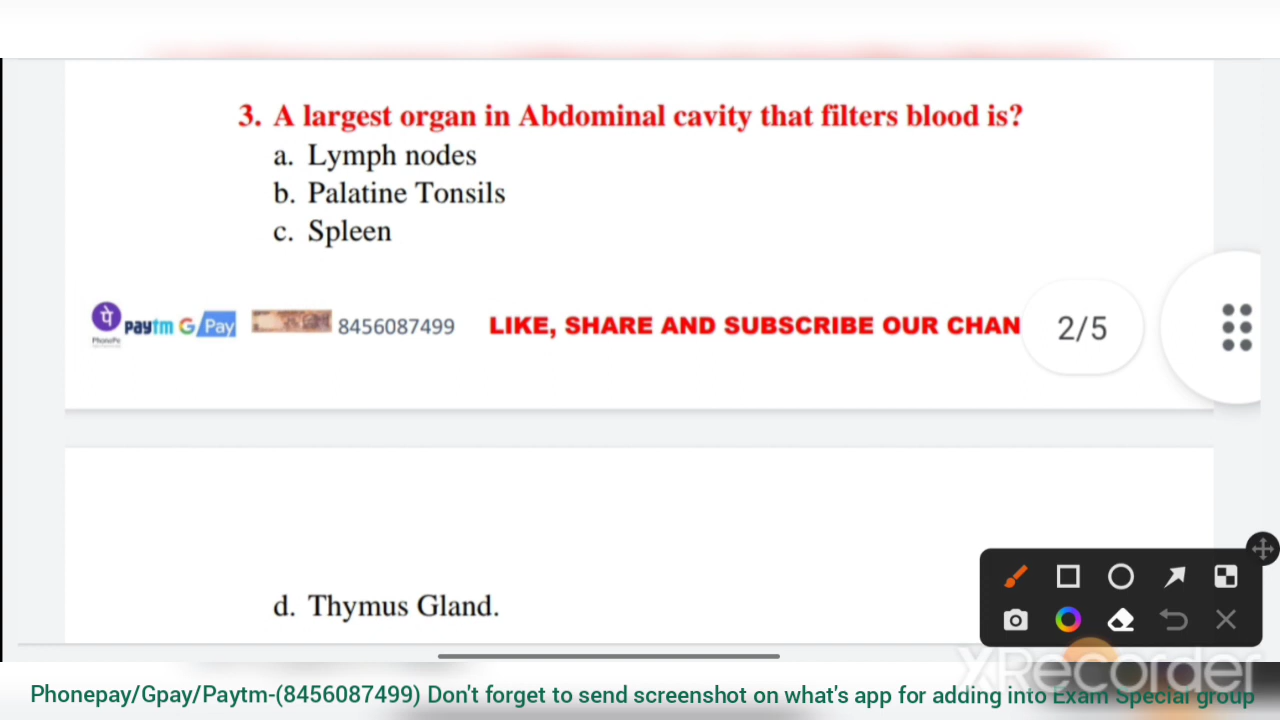 3. A largest organ in Abdominal cavity that filters blood is?
a. Lymph nodes
b. Palatine Tonsils
c. Spleen
पे paytm G Pay 8456087499 LIKE, SHARE AND SUBSCRIBE OUR CHAN 2/5
PhonePe
d. Thymus Gland.
XRecorder
Phonepay/Gpay/Paytm-(8456087499) Don't forget to send screenshot on what's app for adding into Exam Special group